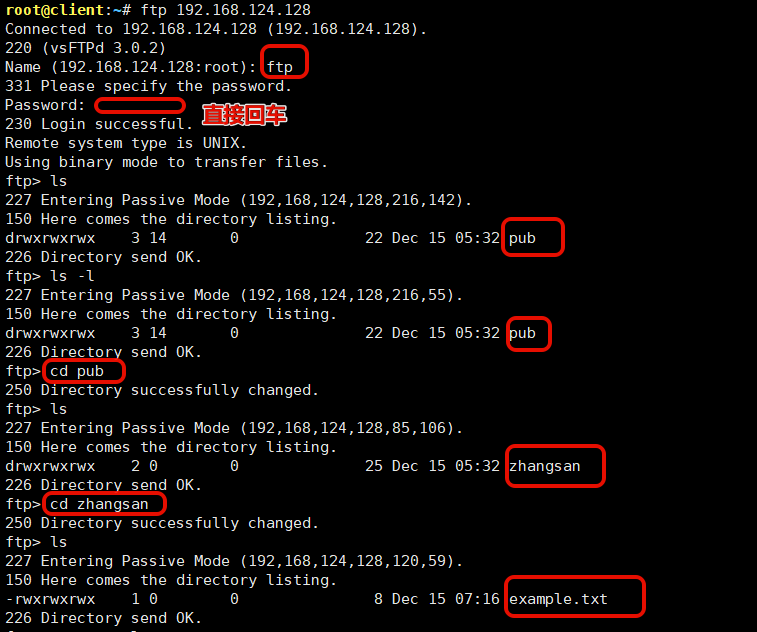 root@client:~# ftp 192.168.124.128
Connected to 192.168.124.128 (192.168.124.128).
220 (vsFTPd 3.0.2)
Name (192.168.124.128:root): ftp
331 Please specify the password.
Password: 直接回车
230 Login successful.
Remote system type is UNIX.
Using binary mode to transfer files.
ftp> ls
227 Entering Passive Mode (192,168,124,128,216,142).
150 Here comes the directory listing.
drwxrwxrwx    3 14       0              22 Dec 15 05:32 pub
226 Directory send OK.
ftp> ls -l
227 Entering Passive Mode (192,168,124,128,216,55).
150 Here comes the directory listing.
drwxrwxrwx    3 14       0              22 Dec 15 05:32 pub
226 Directory send OK.
ftp> cd pub
250 Directory successfully changed.
ftp> ls
227 Entering Passive Mode (192,168,124,128,85,106).
150 Here comes the directory listing.
drwxrwxrwx    2 0        0              25 Dec 15 05:32 zhangsan
226 Directory send OK.
ftp> cd zhangsan
250 Directory successfully changed.
ftp> ls
227 Entering Passive Mode (192,168,124,128,120,59).
150 Here comes the directory listing.
-rwxrwxrwx    1 0        0               8 Dec 15 07:16 example.txt
226 Directory send OK.